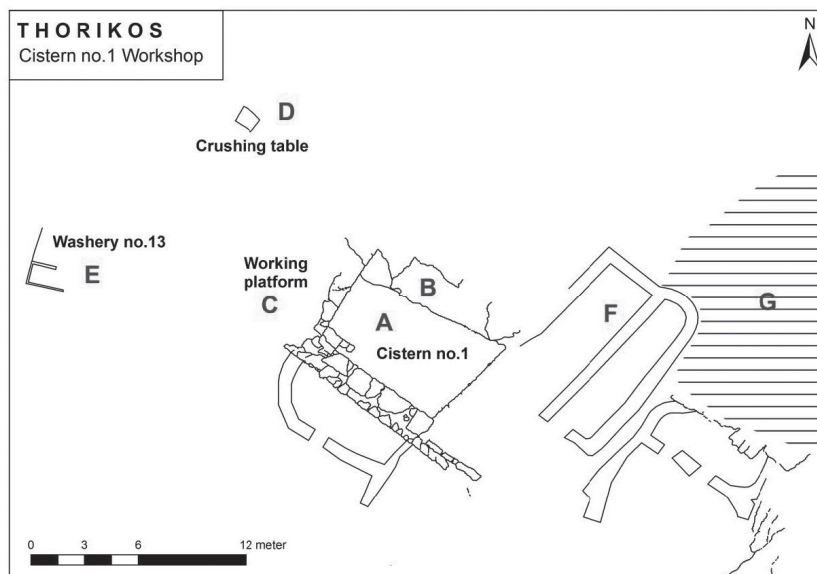 THORIKOS
Cistern no.1 Workshop
N
D
Crushing table
Washery no.13
E
Working
platform
C
B
A
Cistern no.1
F
G
0 3 6 12 meter